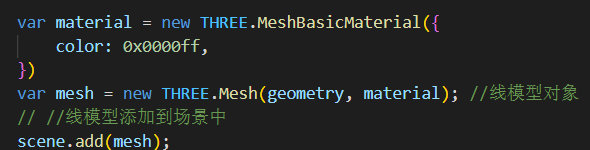 var material = new THREE.MeshBasicMaterial({
    color: 0x0000ff,
})
var mesh = new THREE.Mesh(geometry, material); //线模型对象
// //线模型添加到场景中
scene.add(mesh);